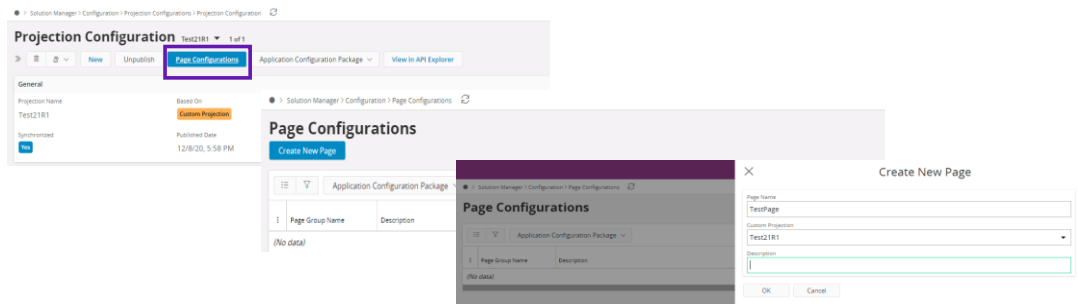 > Solution Manager > Configuration > Projection Configurations > Projection Configuration
Projection Configuration Test21R1 1 of 1
New Unpublish Page Configurations Application Configuration Package View in API Explorer
General
Projection Name Based On
Test21R1 Custom Projection
Synchronized Published Date
Yes 12/8/20, 5:58 PM
> Solution Manager > Configuration > Page Configurations
Page Configurations
Create New Page
Application Configuration Package
Page Group Name Description
(No data)
> Solution Manager > Configuration > Page Configurations
Page Configurations
Application Configuration Package
Page Group Name Description
(No data)
Create New Page
Page Name
TestPage
Custom Projection
Test21R1
Description
OK Cancel